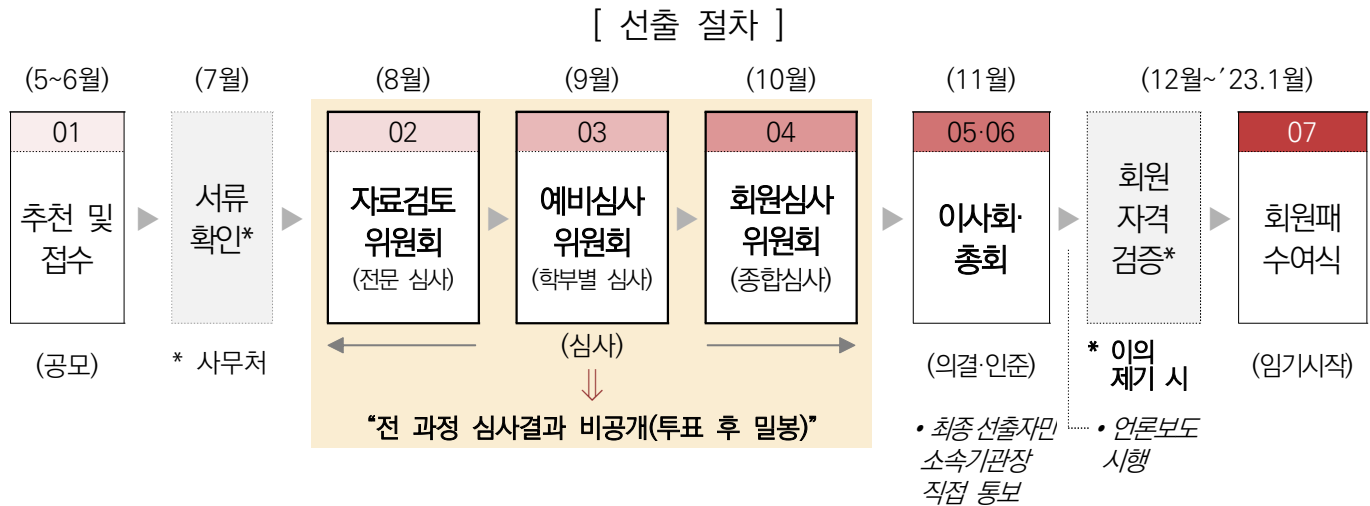 [ 선출 절차 ]
(5~6월)
(7월)
(8월)
(9월)
(10월)
(11월)
(12월~′23.1월)
01
추천 및
접수
(공모)
서류
확인*
* 사무처
02
자료검토
위원회
(전문 심사)
03
예비심사
위원회
(학부별 심사)
04
회원심사
위원회
(종합심사)
(심사)
“전 과정 심사결과 비공개(투표 후 밀봉)”
05·06
이사회·
총회
(의결·인준)
• 최종 선출자만
소속기관장
직접 통보
회원
자격
검증*
* 이의
제기 시
• 언론보도
시행
07
회원패
수여식
(임기시작)